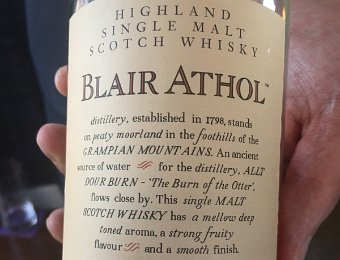 HIGHLAND
SINGLE MALT
SCOTCH WHISKY
BLAIR ATHOL™
distillery, established in 1798, stands
on peaty moorland in the foothills of the
GRAMPIAN MOUNTAINS. An ancient
source of water for the distillery, ALLT
DOUR BURN - 'The Burn of the Otter',
flows close by. This single MALT
SCOTCH WHISKY has a mellow deep
toned aroma, a strong fruity
flavour and a smooth finish.